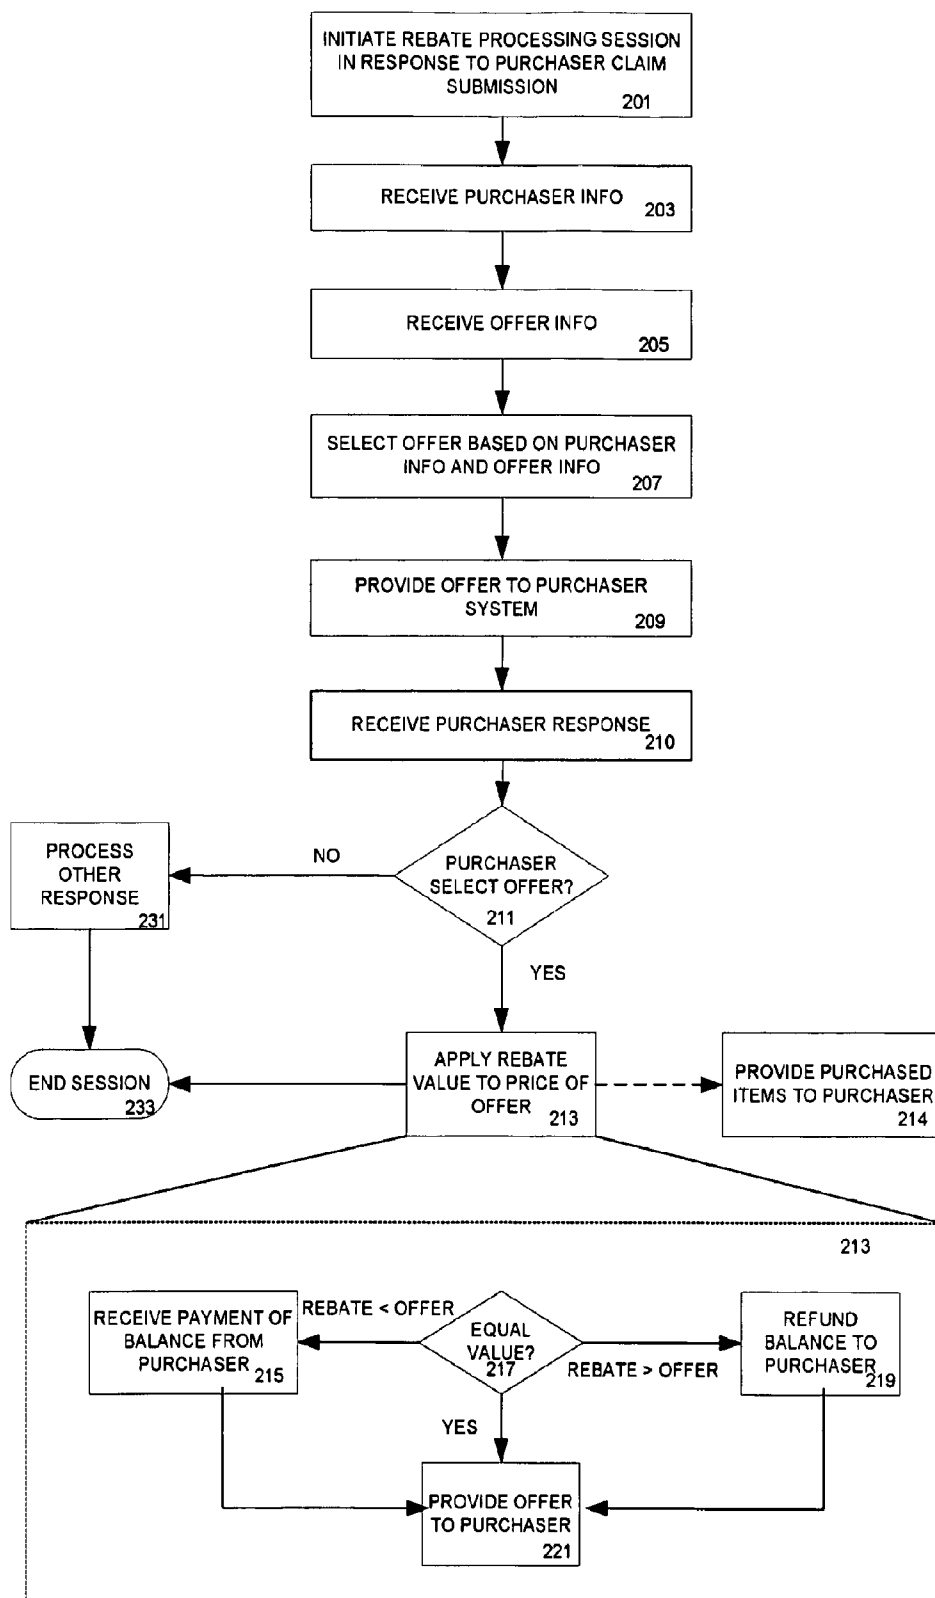 INITIATE REBATE PROCESSING SESSION
IN RESPONSE TO PURCHASER CLAIM
SUBMISSION
201
RECEIVE PURCHASER INFO
203
RECEIVE OFFER INFO
205
SELECT OFFER BASED ON PURCHASER
INFO AND OFFER INFO
207
PROVIDE OFFER TO PURCHASER
SYSTEM
209
RECEIVE PURCHASER RESPONSE
210
PURCHASER
SELECT OFFER?
211
NO
PROCESS
OTHER
RESPONSE
231
YES
END SESSION
233
APPLY REBATE
VALUE TO PRICE OF
OFFER
213
PROVIDE PURCHASED
ITEMS TO PURCHASER
214
213
RECEIVE PAYMENT OF
BALANCE FROM
PURCHASER
215
REBATE < OFFER
EQUAL
VALUE?
217
REBATE > OFFER
REFUND
BALANCE TO
PURCHASER
219
YES
PROVIDE OFFER
TO PURCHASER
221